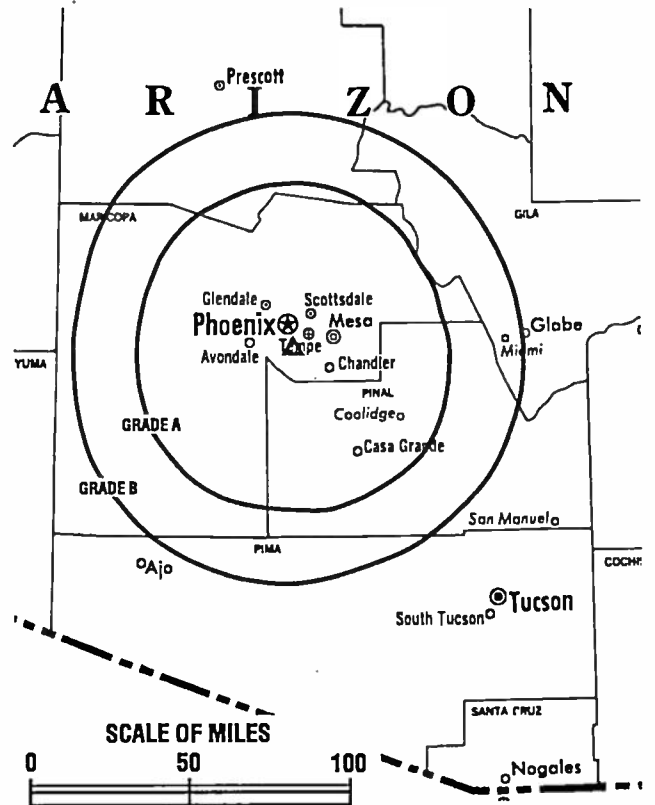 Prescott
A R I Z O N
MARICOPA
GILA
Glendale
Scottsdale
Phoenix
Mesa
Globe
Tempe
Miami
Avondale
YUMA
Chandler
PINAL
Coolidge
GRADE A
Casa Grande
GRADE B
San Manuel
PIMA
COCHIS
Ajo
Tucson
South Tucson
SANTA CRUZ
SCALE OF MILES
0 50 100
Nogales